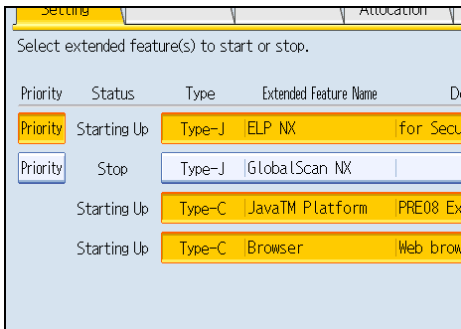 Setting
Allocation
Select extended feature(s) to start or stop.
Priority Status Type Extended Feature Name
Priority Starting Up Type-J ELP NX for Secu
Priority Stop Type-J GlobalScan NX
Starting Up Type-C JavaTM Platform PRE08 Ex
Starting Up Type-C Browser Web brow